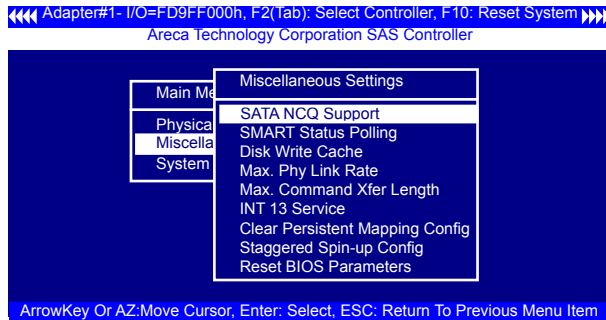 Adapter#1- I/O=FD9FF000h, F2(Tab): Select Controller, F10: Reset System
Areca Technology Corporation SAS Controller
Main Me
Physica
Miscella
System
Miscellaneous Settings
SATA NCQ Support
SMART Status Polling
Disk Write Cache
Max. Phy Link Rate
Max. Command Xfer Length
INT 13 Service
Clear Persistent Mapping Config
Staggered Spin-up Config
Reset BIOS Parameters
ArrowKey Or AZ:Move Cursor, Enter: Select, ESC: Return To Previous Menu Item